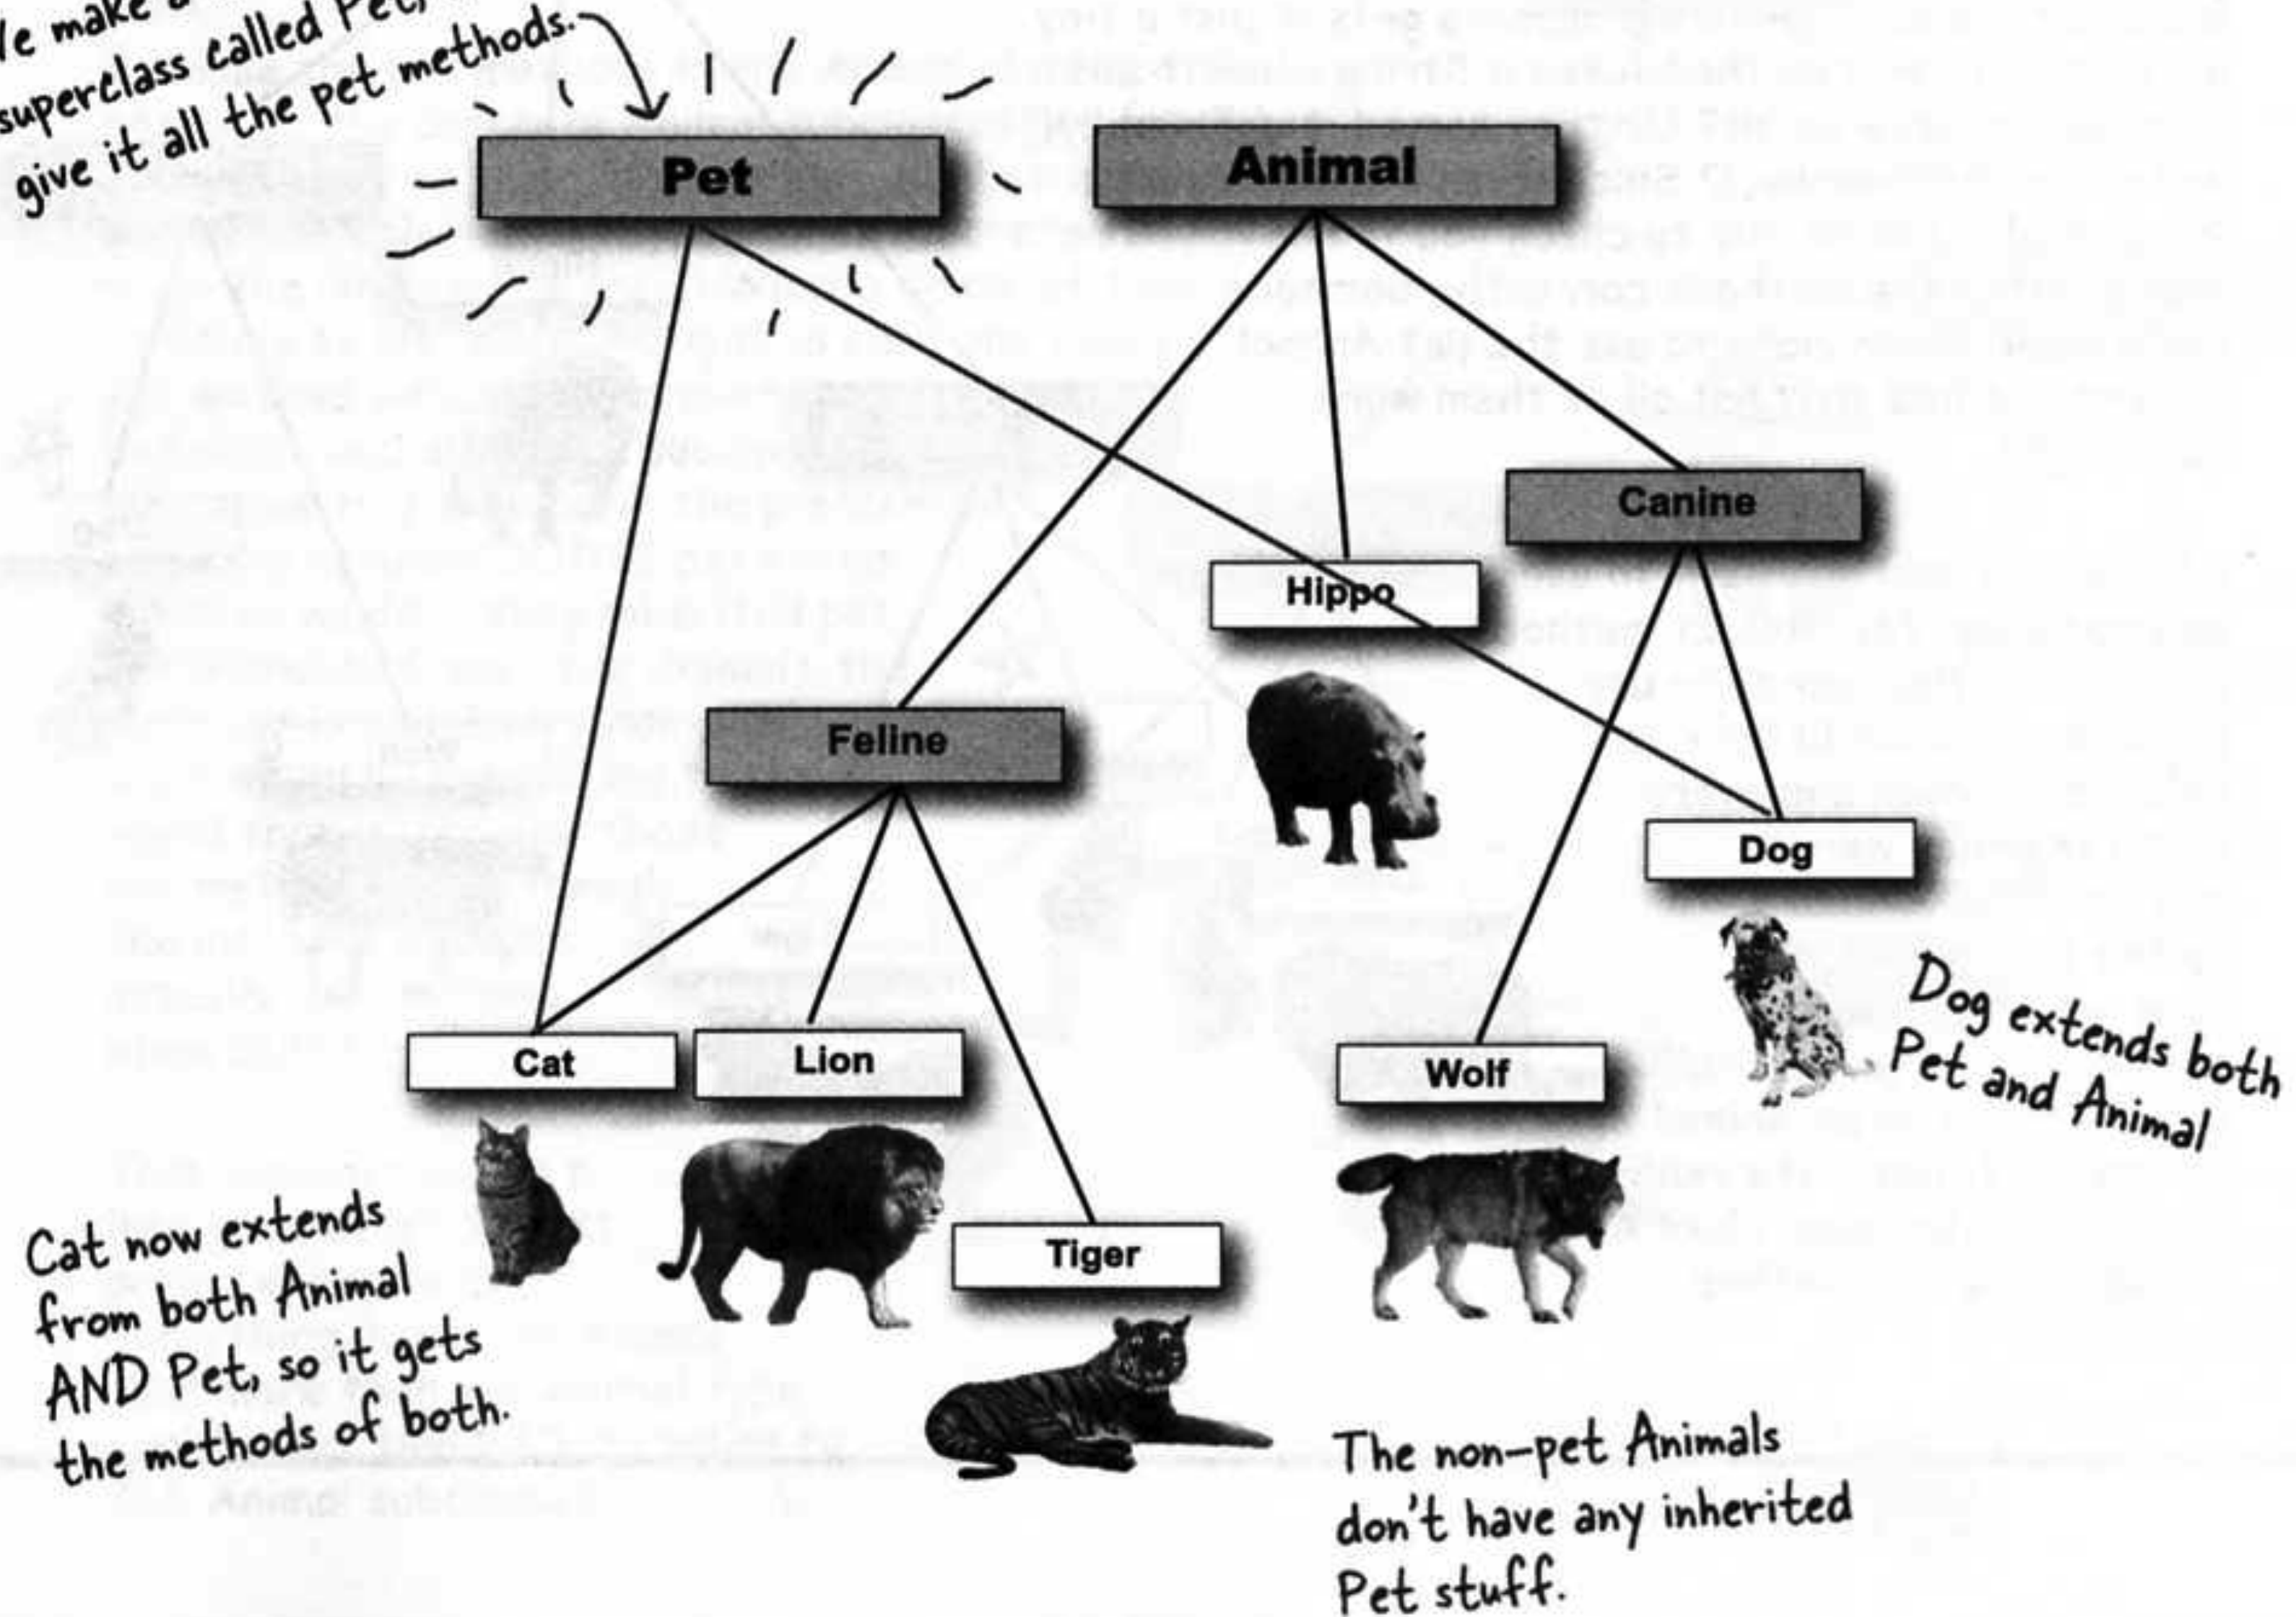 make a
superclass called Pet,
give it all the pet methods.
Pet
Animal
Canine
Hippo
Feline
Dog
Dog extends both
Pet and Animal
Cat
Lion
Wolf
Tiger
Cat now extends
from both Animal
AND Pet, so it gets
the methods of both.
The non-pet Animals
don't have any inherited
Pet stuff.